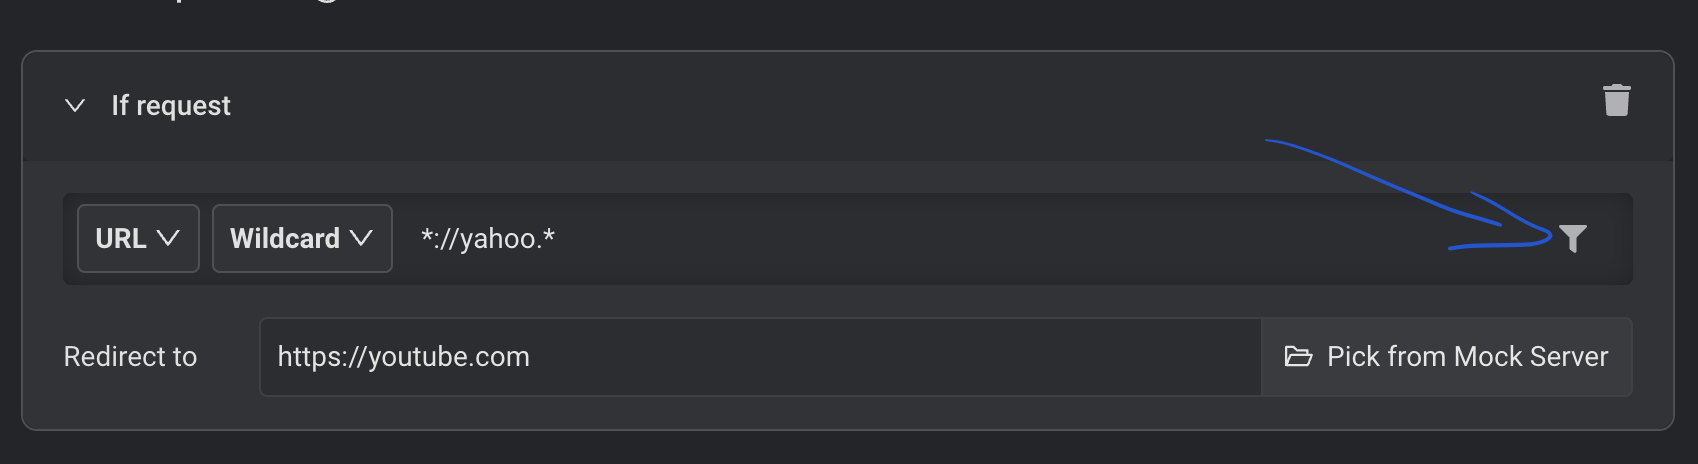 If request
URL Wildcard *://yahoo.*
Redirect to https://youtube.com Pick from Mock Server